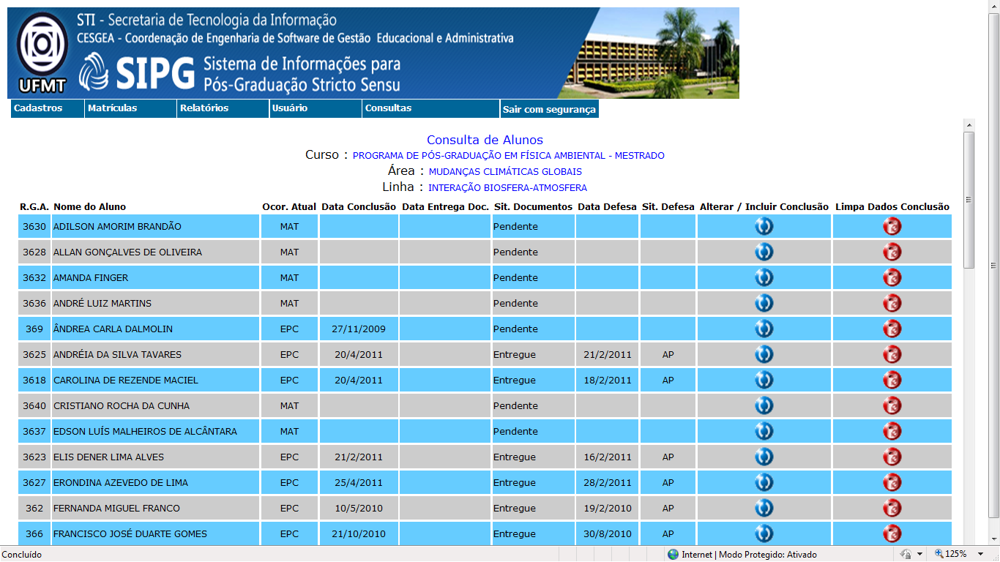 STI - Secretaria de Tecnologia da Informação
CESGEA - Coordenação de Engenharia de Software de Gestão Educacional e Administrativa
UFMT
SIPG
Sistema de Informações para
Pós-Graduação Stricto Sensu
Cadastros Matrículas Relatórios Usuário Consultas Sair com segurança
Consulta de Alunos
Curso : PROGRAMA DE PÓS-GRADUAÇÃO EM FÍSICA AMBIENTAL - MESTRADO
Área : MUDANÇAS CLIMÁTICAS GLOBAIS
Linha : INTERAÇÃO BIOSFERA-ATMOSFERA
R.G.A. Nome do Aluno Ocor. Atual Data Conclusão Data Entrega Doc. Sit. Documentos Data Defesa Sit. Defesa Alterar / Incluir Conclusão Limpa Dados Conclusão
3630 ADILSON AMORIM BRANDÃO MAT Pendente
3628 ALLAN GONÇALVES DE OLIVEIRA MAT Pendente
3632 AMANDA FINGER MAT Pendente
3636 ANDRÉ LUIZ MARTINS MAT Pendente
369 ÂNDREA CARLA DALMOLIN EPC 27/11/2009 Pendente
3625 ANDRÉIA DA SILVA TAVARES EPC 20/4/2011 Entregue 21/2/2011 AP
3618 CAROLINA DE REZENDE MACIEL EPC 20/4/2011 Entregue 18/2/2011 AP
3640 CRISTIANO ROCHA DA CUNHA MAT Pendente
3637 EDSON LUÍS MALHEIROS DE ALCÂNTARA MAT Pendente
3623 ELIS DENER LIMA ALVES EPC 21/2/2011 Entregue 16/2/2011 AP
3627 ERONDINA AZEVEDO DE LIMA EPC 25/4/2011 Entregue 28/2/2011 AP
362 FERNANDA MIGUEL FRANCO EPC 10/5/2010 Entregue 19/2/2010 AP
366 FRANCISCO JOSÉ DUARTE GOMES EPC 21/10/2010 Entregue 30/8/2010 AP
Concluído Internet | Modo Protegido: Ativado 125%